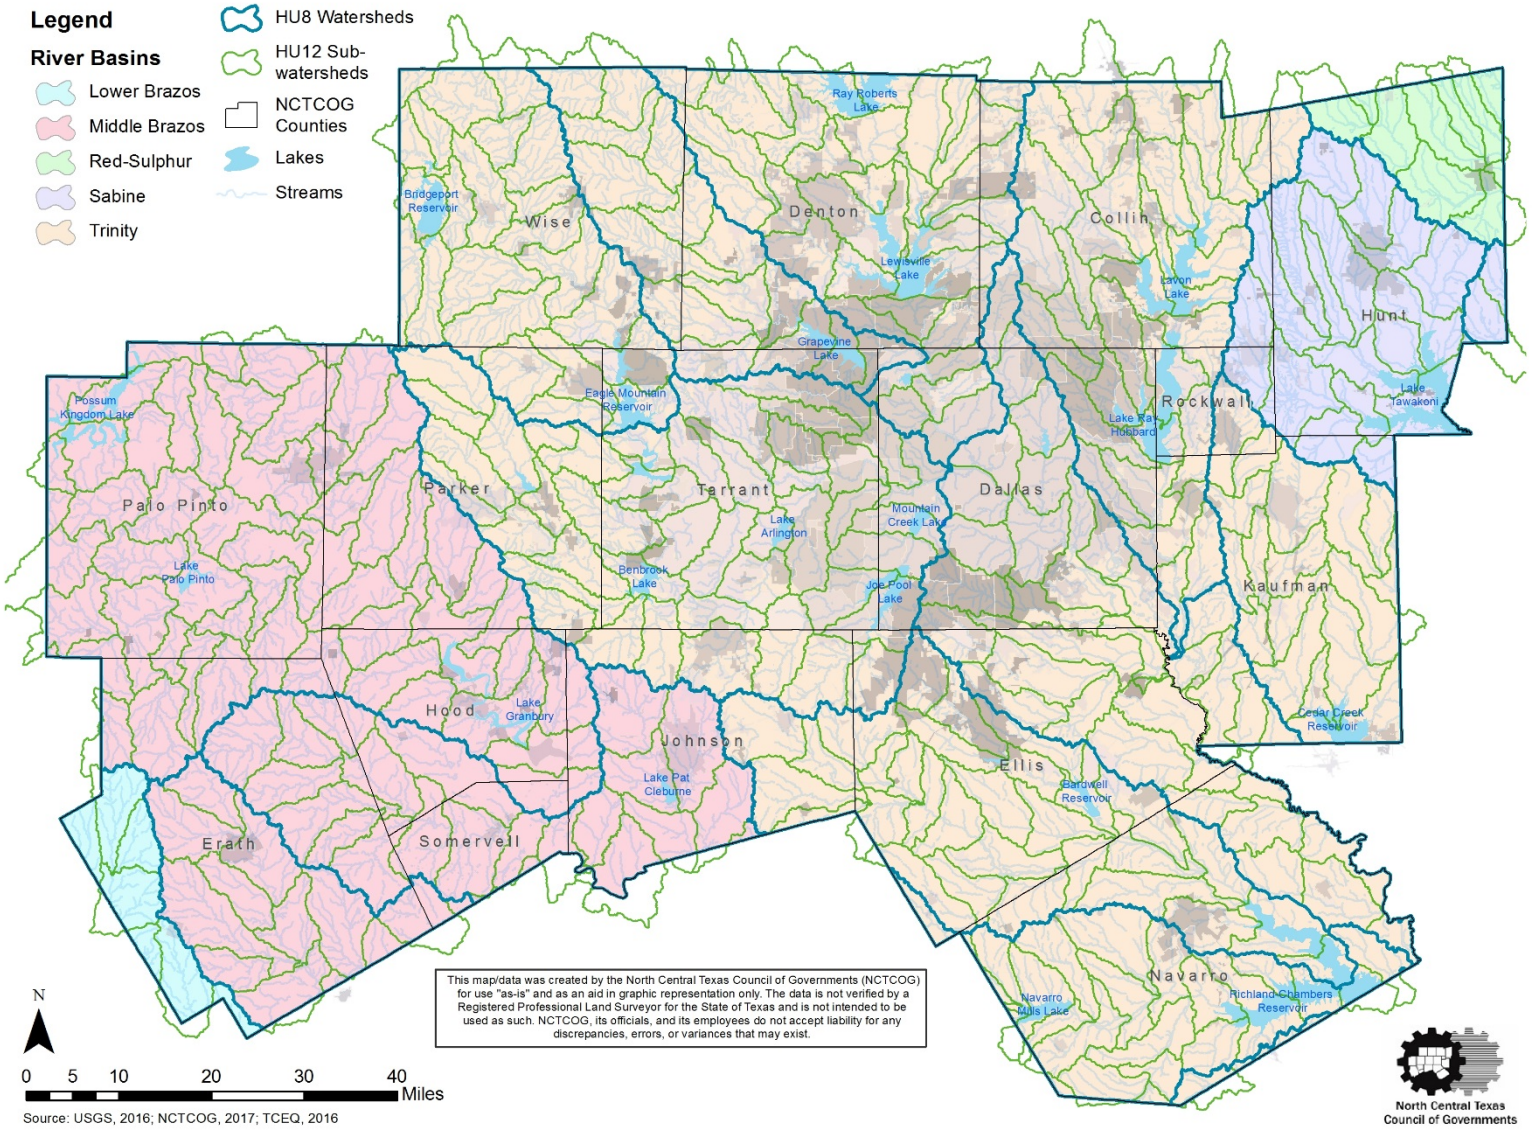 Legend
River Basins
Lower Brazos
Middle Brazos
Red-Sulphur
Sabine
Trinity
HU8 Watersheds
HU12 Sub-
watersheds
NCTCOG
Counties
Lakes
Streams
Ray Roberts
Lake
Bridgeport
Reservoir
Wise
Denton
Collin
Lewisville
Lake
Lavon
Lake
Hunt
Grapevine
Lake
Eagle Mountain
Reservoir
Possum
Kingdom Lake
Rockwall
Lake
Tawakoni
Lake Ray
Hubbard
Palo Pinto
Parker
Tarrant
Dallas
Lake
Arlington
Mountain
Creek Lake
Lake
Palo Pinto
Benbrook
Lake
Joe Pool
Lake
Kaufman
Hood
Lake
Granbury
Johnson
Cedar Creek
Reservoir
Ellis
Lake Pat
Cleburne
Bardwell
Reservoir
Erath
Somervell
Navarro
Navarro
Mills Lake
Richland-Chambers
Reservoir
This map/data was created by the North Central Texas Council of Governments (NCTCOG)
for use "as-is" and as an aid in graphic representation only. The data is not verified by a
Registered Professional Land Surveyor for the State of Texas and is not intended to be
used as such. NCTCOG, its officials, and its employees do not accept liability for any
discrepancies, errors, or variances that may exist.
N
0 5 10 20 30 40
Miles
Source: USGS, 2016; NCTCOG, 2017; TCEQ, 2016
North Central Texas
Council of Governments